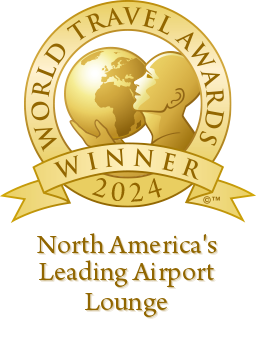 WORLD TRAVEL AWARDS
WINNER
2024
©™
North America's
Leading Airport
Lounge